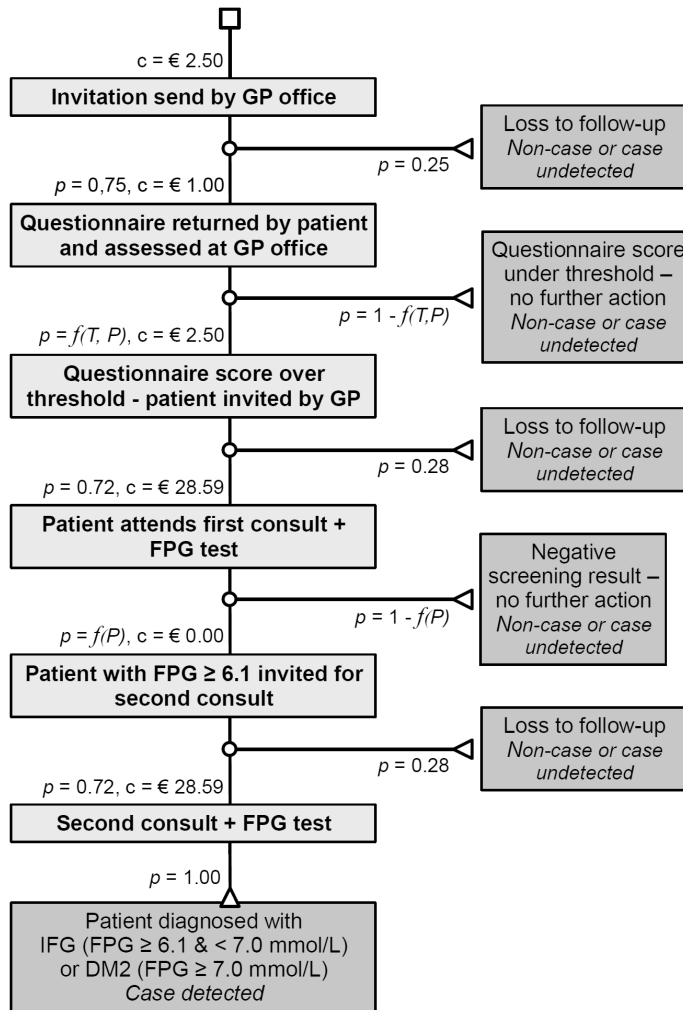 c = € 2.50
Invitation send by GP office
Loss to follow-up
Non-case or case
undetected
p = 0.25
p = 0,75, c = € 1.00
Questionnaire returned by patient
and assessed at GP office
Questionnaire score
under threshold –
no further action
Non-case or case
undetected
p = 1 - f(T,P)
p = f(T, P), c = € 2.50
Questionnaire score over
threshold - patient invited by GP
Loss to follow-up
Non-case or case
undetected
p = 0.28
p = 0.72, c = € 28.59
Patient attends first consult +
FPG test
Negative
screening result –
no further action
Non-case or case
undetected
p = 1 - f(P)
p = f(P), c = € 0.00
Patient with FPG ≥ 6.1 invited for
second consult
Loss to follow-up
Non-case or case
undetected
p = 0.28
p = 0.72, c = € 28.59
Second consult + FPG test
p = 1.00
Patient diagnosed with
IFG (FPG ≥ 6.1 & < 7.0 mmol/L)
or DM2 (FPG ≥ 7.0 mmol/L)
Case detected